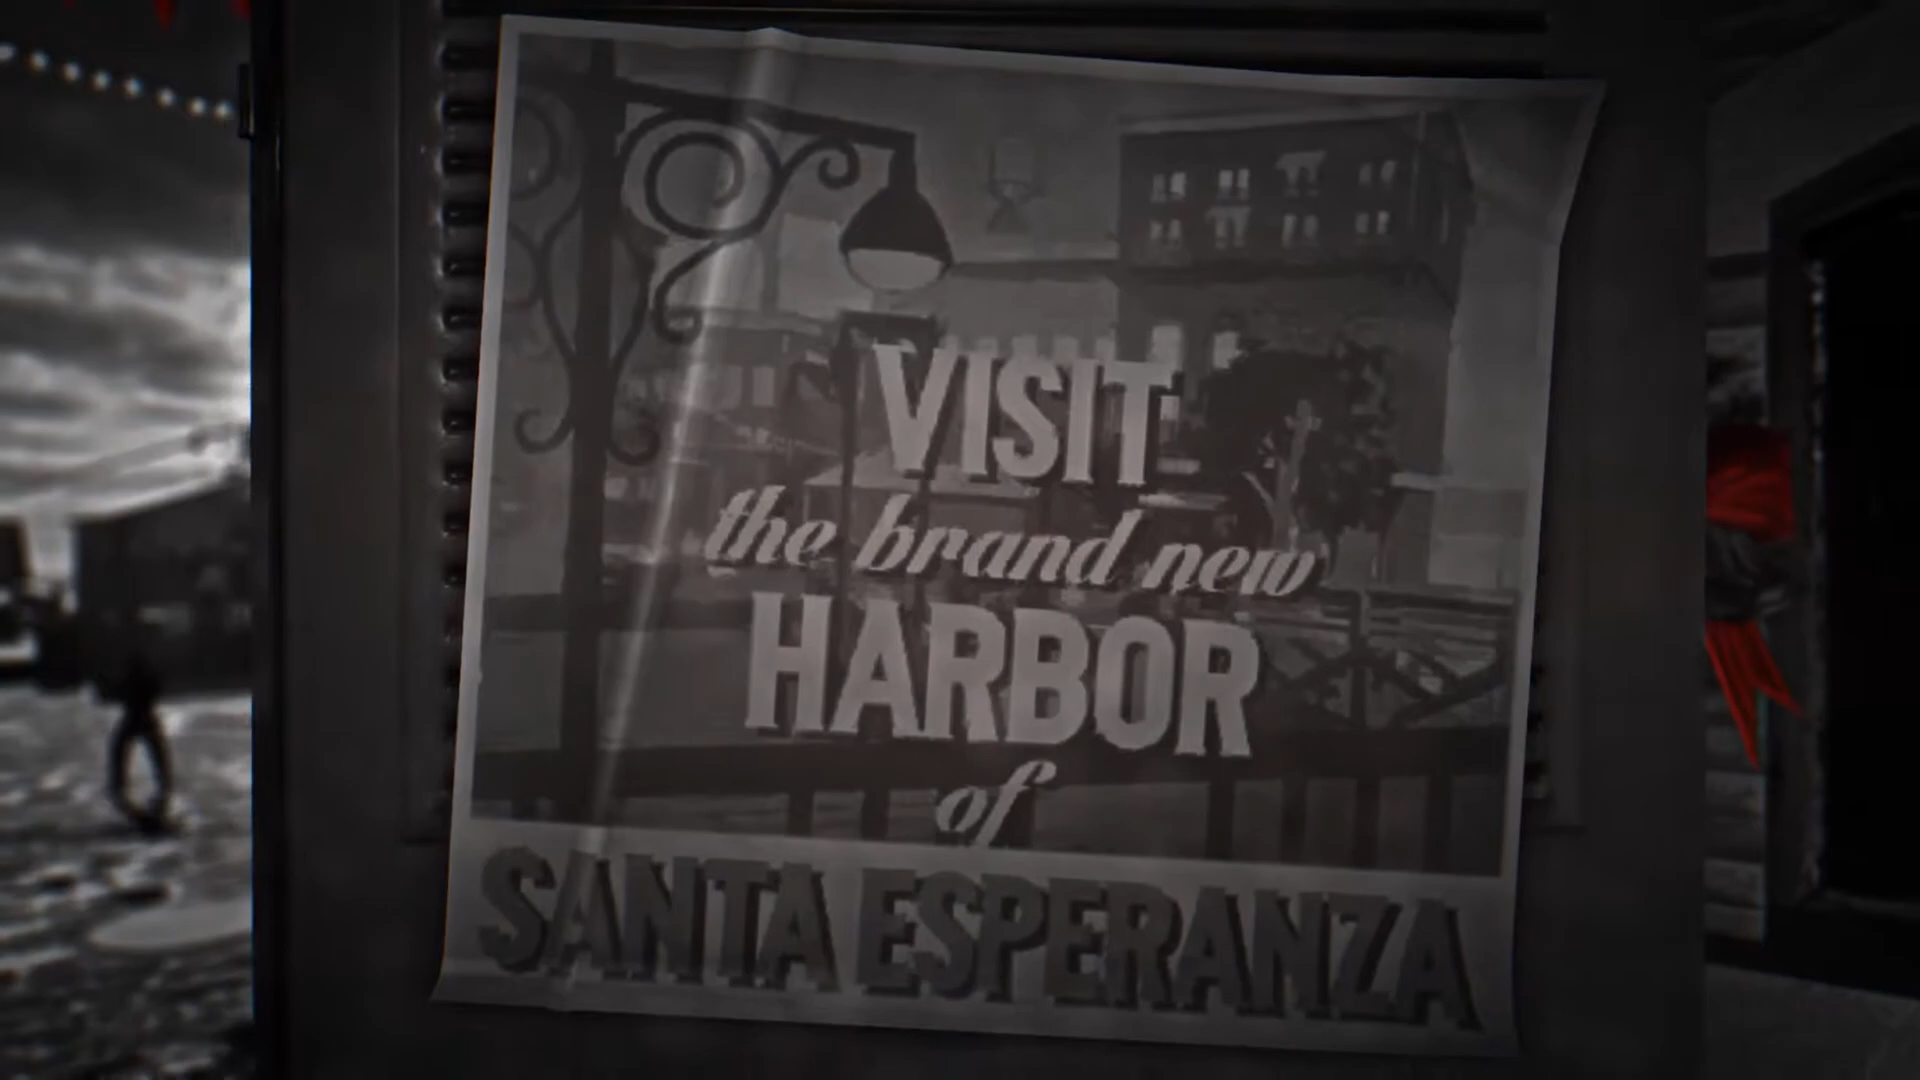 VISIT
the brand new
HARBOR
of
SANTA ESPERANZA